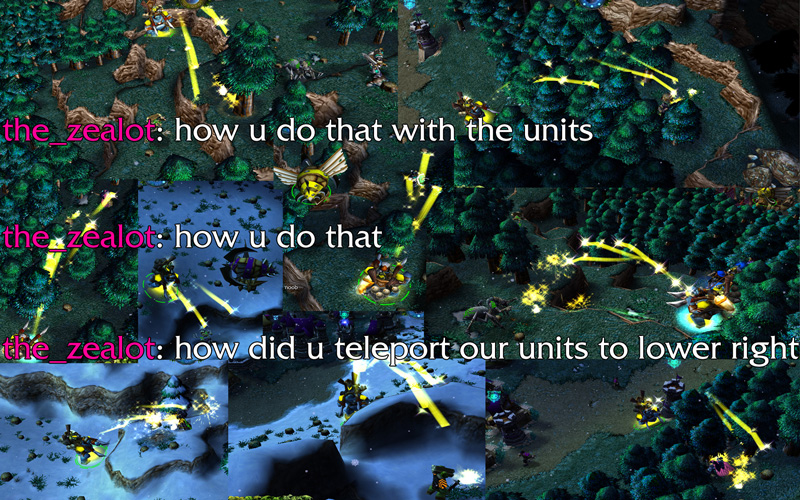 the_zealot: how u do that with the units
the_zealot: how u do that
noob
the_zealot: how did u teleport our units to lower right